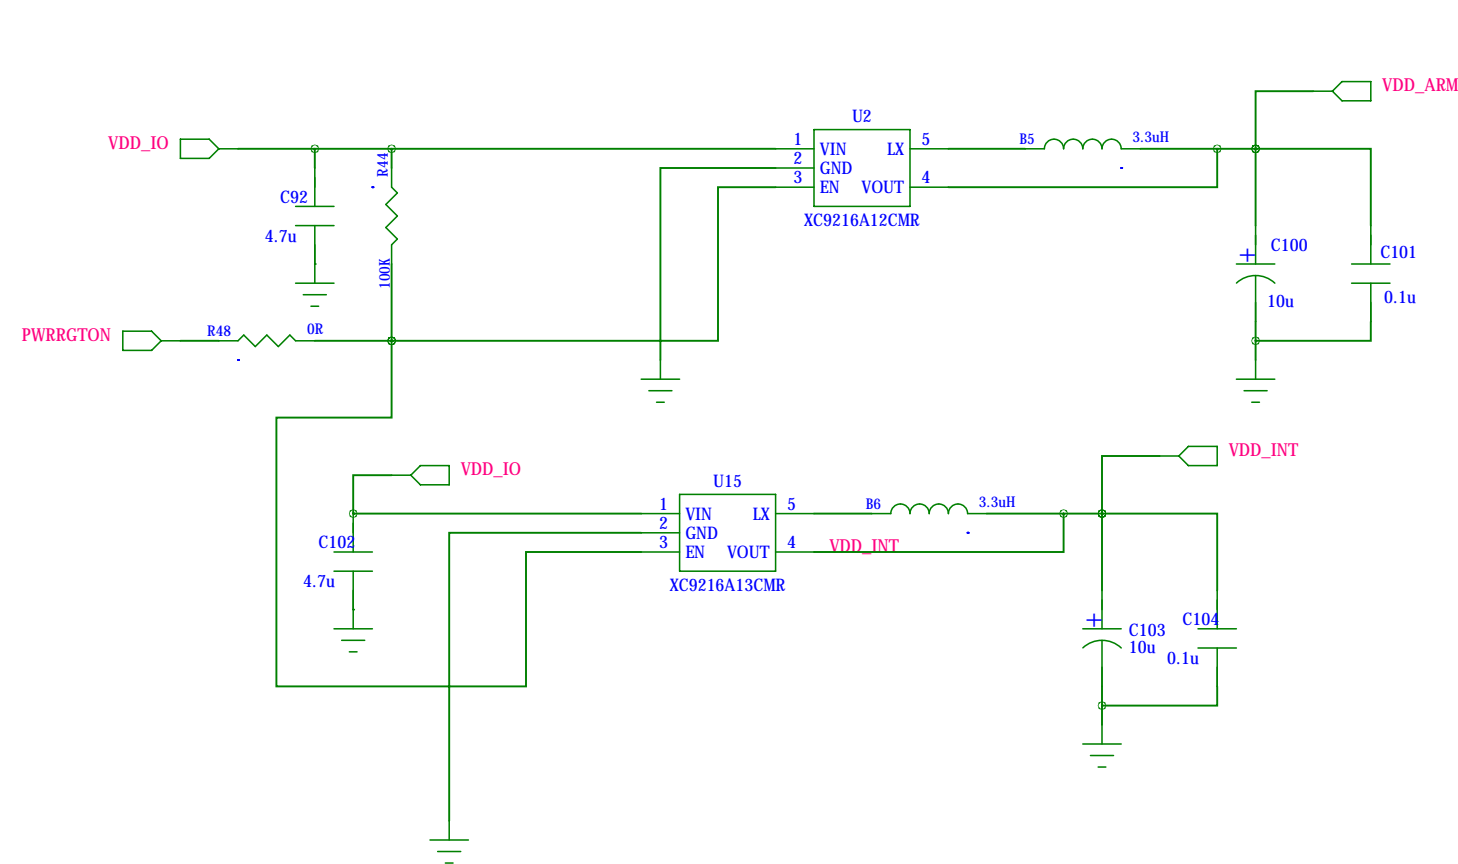 VDD_ARM
U2
VDD_IO
1
VIN
LX
5
B5
3.3uH
2
GND
3
EN
VOUT
4
XC9216A12CMR
R44
100K
C92
4.7u
C100
+
10u
C101
0.1u
PWRRGTON
R48
0R
VDD_IO
VDD_INT
U15
1
VIN
LX
5
B6
3.3uH
2
GND
3
EN
VOUT
4
VDD_INT
XC9216A13CMR
C102
4.7u
+
C103
10u
C104
0.1u